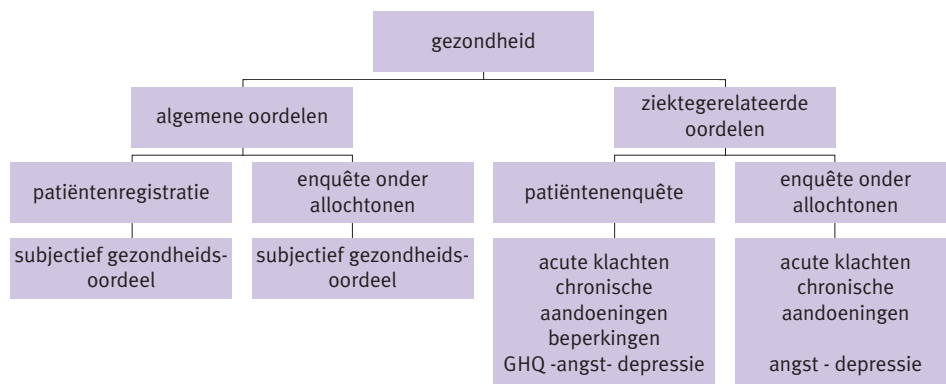 gezondheid
algemene oordelen
ziektegerelateerde
oordelen
patiëntenregistratie
enquête onder
allochtonen
patiëntenenquête
enquête onder
allochtonen
subjectief gezondheids-
oordeel
subjectief gezondheids-
oordeel
acute klachten
chronische
aandoeningen
beperkingen
GHQ -angst- depressie
acute klachten
chronische
aandoeningen
angst - depressie